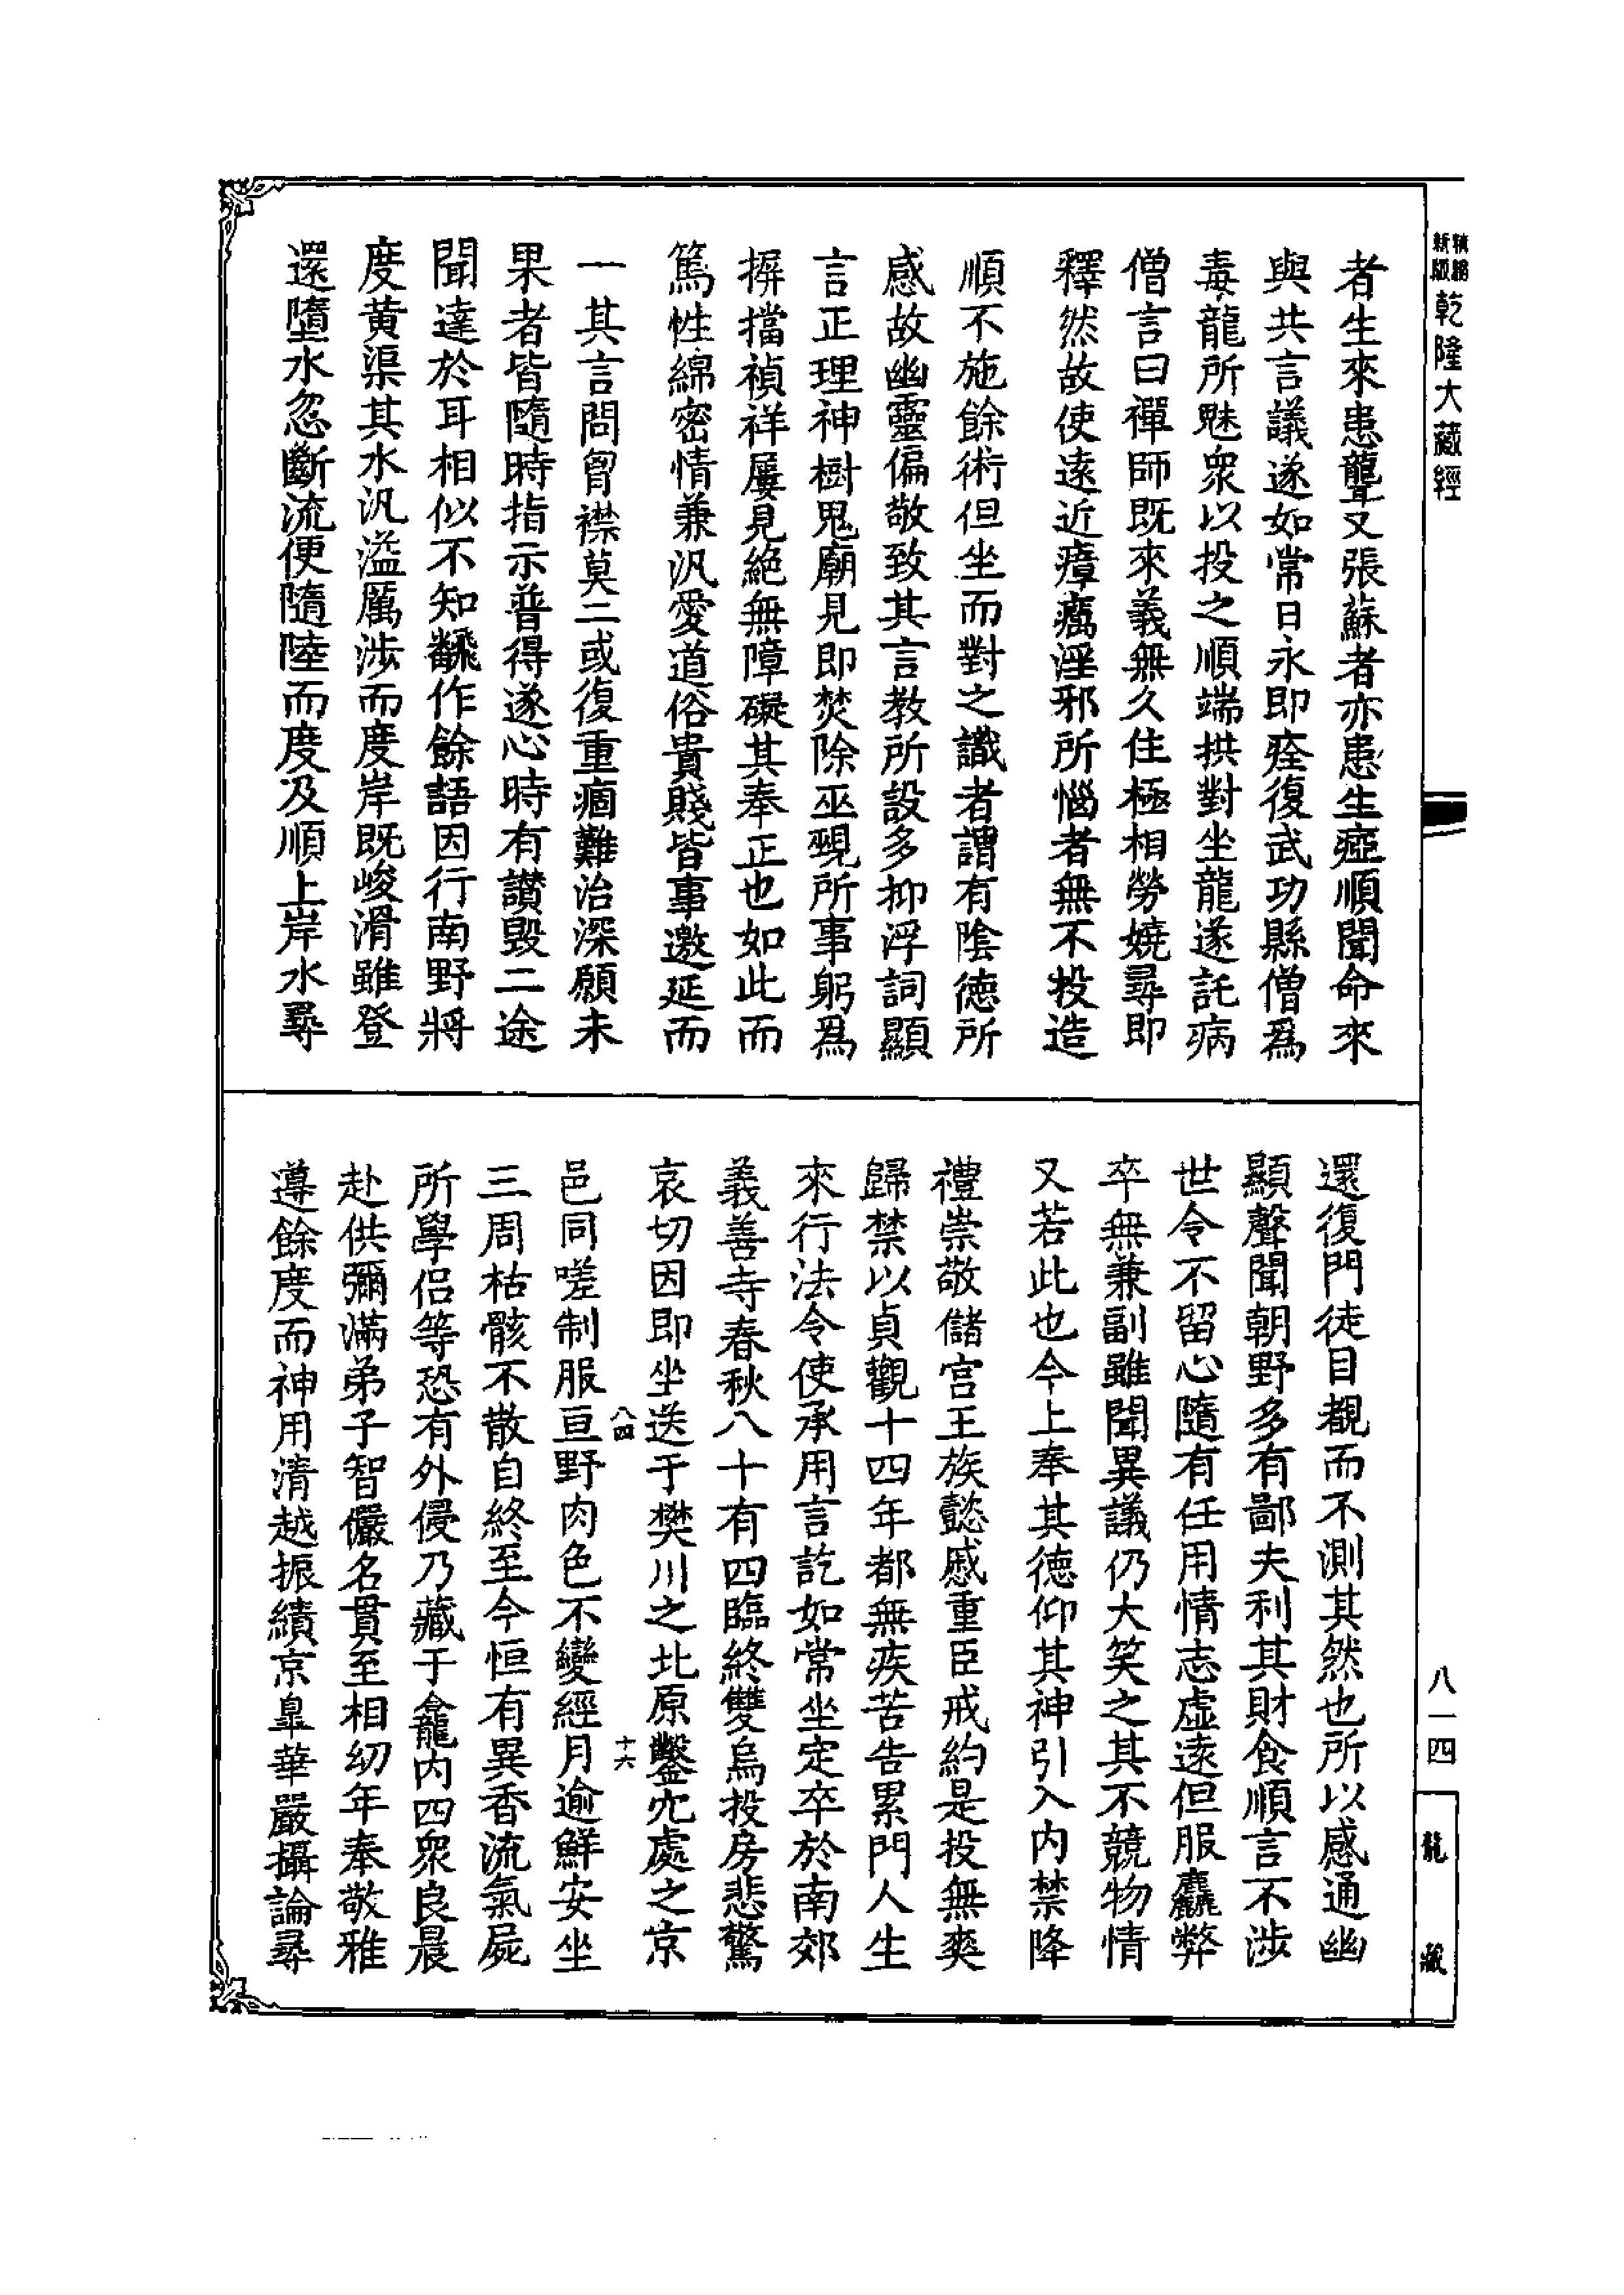 精縮
新版
乾隆大藏經
者生來患聾又張蘇者亦患生瘂順聞命來
與共言議遂如常日永即痊復武功縣僧爲
毒龍所魅衆以投之順端拱對坐龍遂託病
僧言曰禪師既來義無久住極相勞嬈尋即
釋然故使遠近瘴癘淫邪所惱者無不投造
順不施餘術但坐而對之識者謂有陰德所
感故幽靈偏敬致其言教所設多抑浮詞顯
言正理神樹鬼廟見即焚除巫覡所事躬爲
摒擋禎祥屢見絕無障礙其奉正也如此而
篤性綿密情兼汎愛道俗貴賤皆事邀延而
一其言問胷襟莫二或復重痼難治深願未
果者皆隨時指示普得遂心時有讃毀二途
聞達於耳相似不知飜作餘語因行南野將
度黃渠其水汎溢厲涉而度岸既峻滑雖登
還墮水忽斷流便隨陸而度及順上岸水尋
還復門徒目覩而不測其然也所以感通幽
顯聲聞朝野多有鄙夫利其財食順言不涉
世令不留心隨有任用情志虛遠但服麤弊
卒無兼副雖聞異議仍大笑之其不競物情
又若此也今上奉其德仰其神引入內禁降
禮崇敬儲宮王族懿戚重臣戒約是投無爽
歸禁以貞觀十四年都無疾苦告累門人生
來行法令使承用言訖如常坐定卒於南郊
義善寺春秋八十有四臨終雙烏投房悲驚
哀切因即坐送于樊川之北原鑿穴處之京
八四
十六
邑同嗟制服亘野肉色不變經月逾鮮安坐
三周枯骸不散自終至今恒有異香流氣屍
所學侶等恐有外侵乃藏于龕內四衆良晨
赴供彌滿弟子智儼名貫至相幼年奉敬雅
遵餘度而神用清越振績京皐華嚴攝論尋
八一四
龍藏